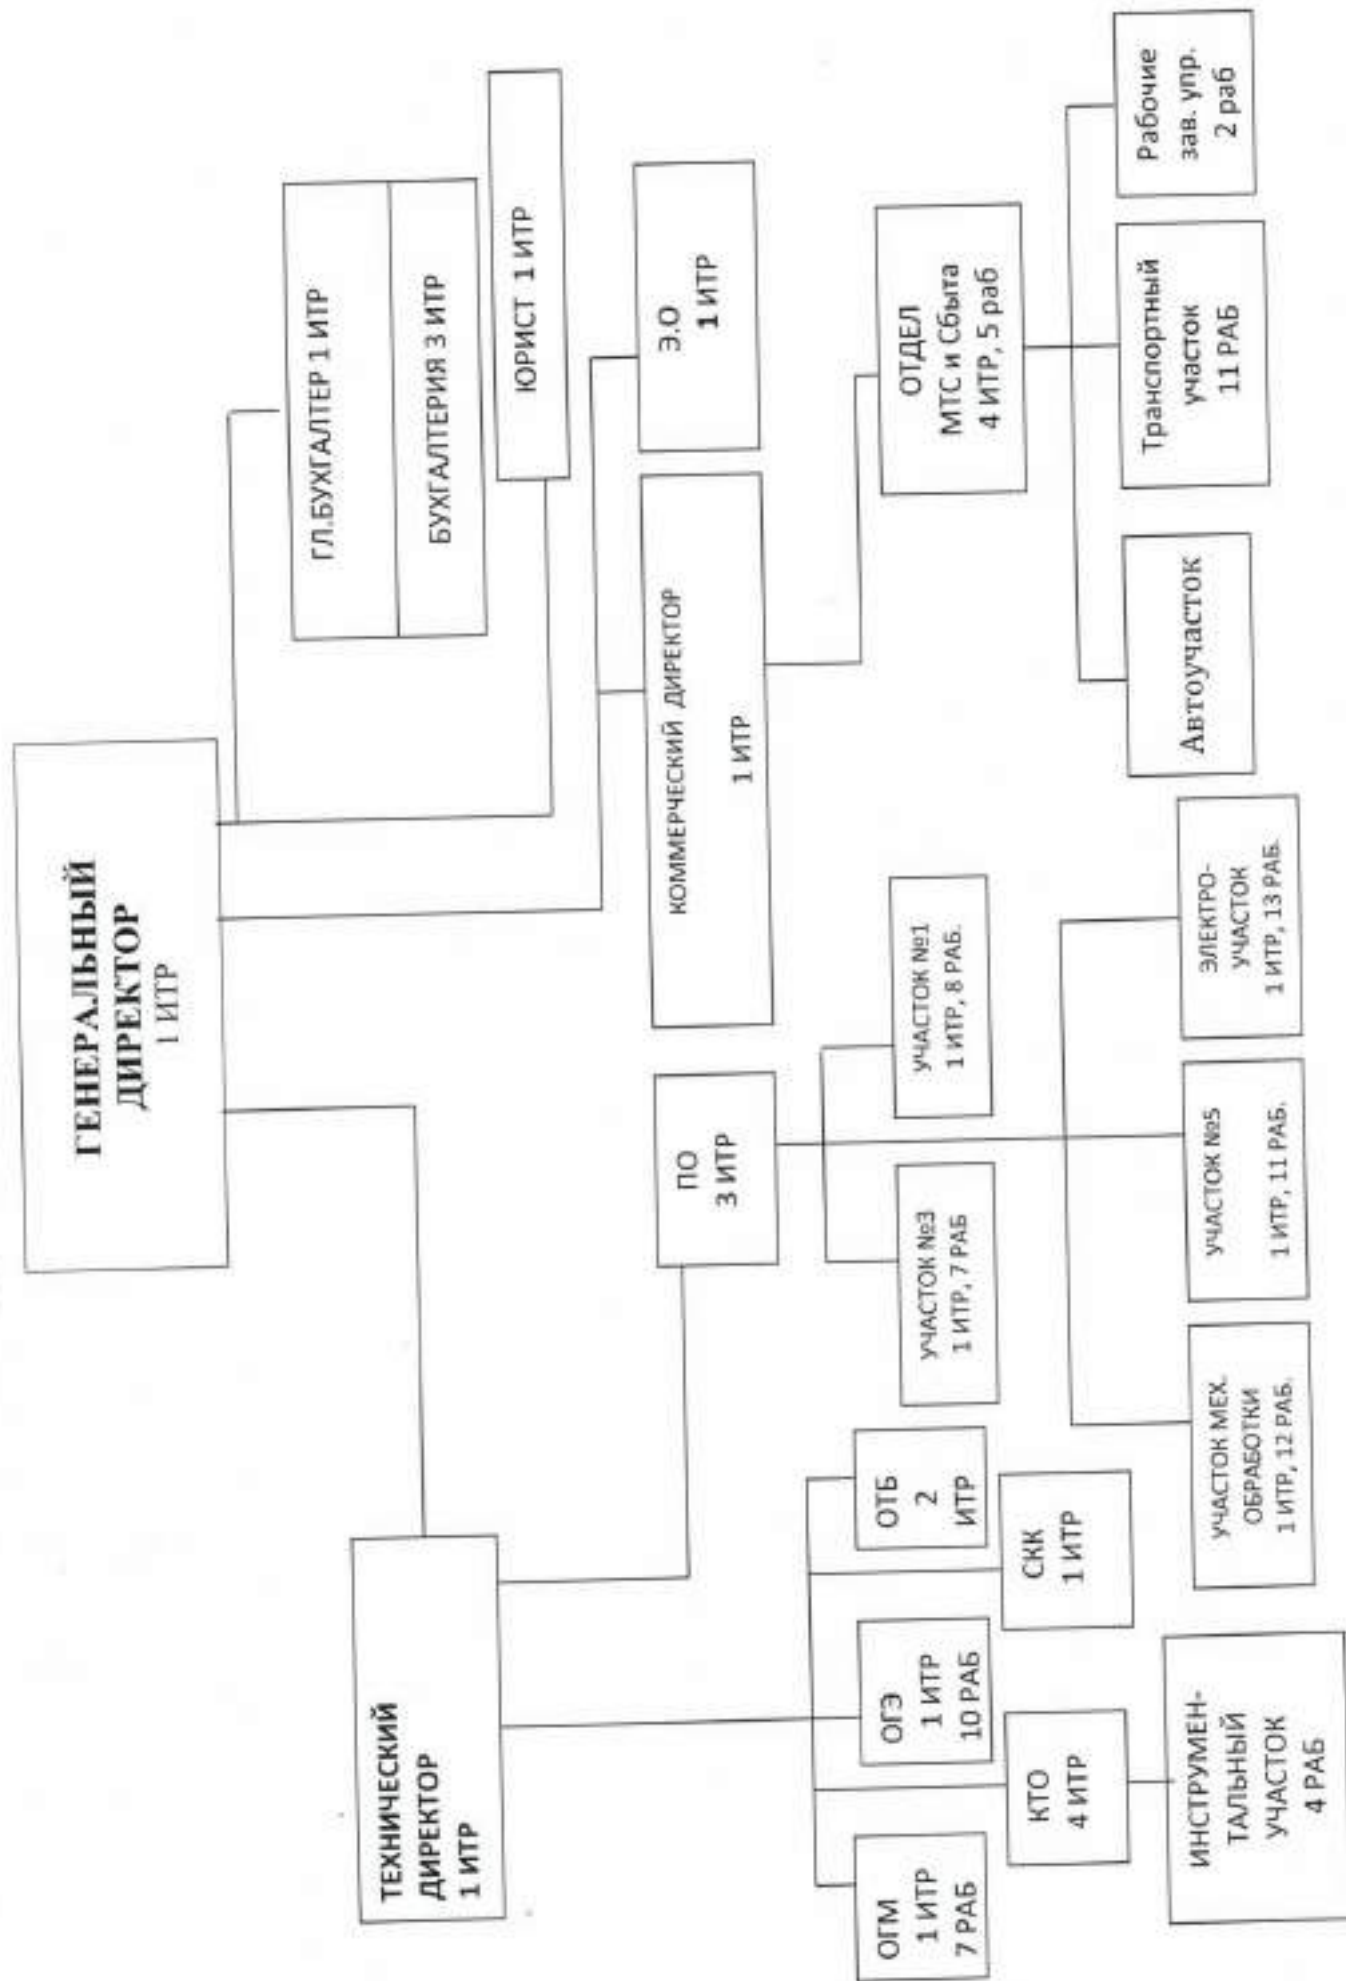 ГЕНЕРАЛЬНЫЙ
ДИРЕКТОР
1 ИТР
ГЛ.БУХГАЛТЕР 1 ИТР
БУХГАЛТЕРИЯ 3 ИТР
ЮРИСТ 1 ИТР
ТЕХНИЧЕСКИЙ
ДИРЕКТОР
1 ИТР
ПО
3 ИТР
КОММЕРЧЕСКИЙ ДИРЕКТОР
1 ИТР
Э.О
1 ИТР
ОГМ
1 ИТР
7 РАБ
ОГЭ
1 ИТР
10 РАБ
ОТБ
2
ИТР
УЧАСТОК №3
1 ИТР, 7 РАБ
УЧАСТОК №1
1 ИТР, 8 РАБ.
ОТДЕЛ
МТС и Сбыта
4 ИТР, 5 раб
КТО
4 ИТР
СКК
1 ИТР
ИНСТРУМЕН-
ТАЛЬНЫЙ
УЧАСТОК
4 РАБ
УЧАСТОК МЕХ.
ОБРАБОТКИ
1 ИТР, 12 РАБ.
УЧАСТОК №5
1 ИТР, 11 РАБ.
ЭЛЕКТРО-
УЧАСТОК
1 ИТР, 13 РАБ.
Автоучасток
Транспортный
участок
11 РАБ
Рабочие
зав. упр.
2 раб